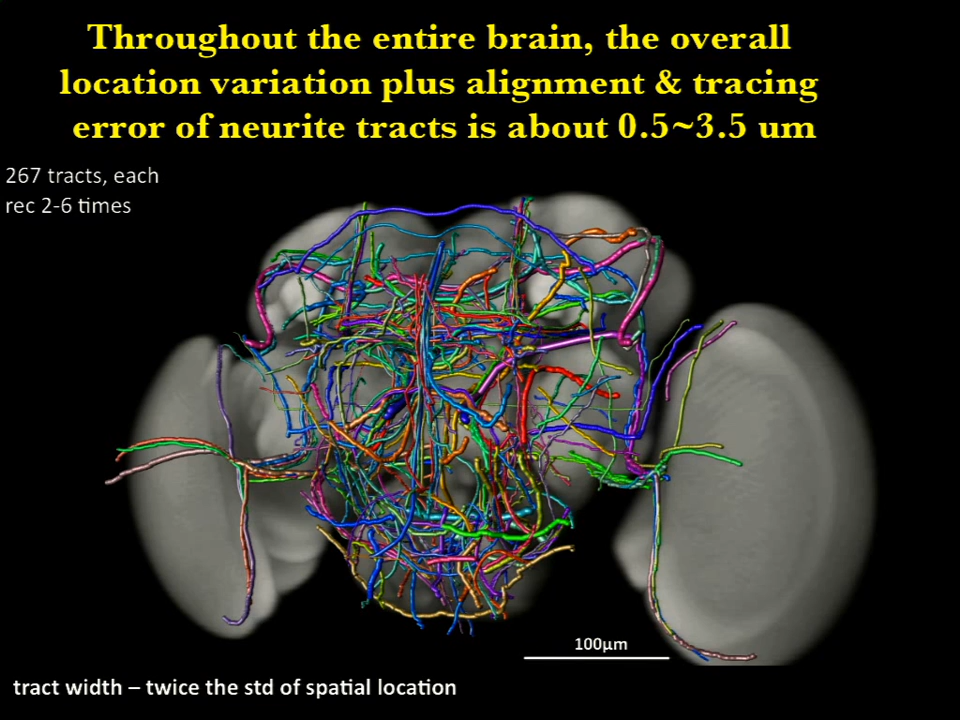 Throughout the entire brain, the overall
location variation plus alignment & tracing
error of neurite tracts is about 0.5~3.5 um
267 tracts, each
rec 2-6 times
100μm
tract width – twice the std of spatial location